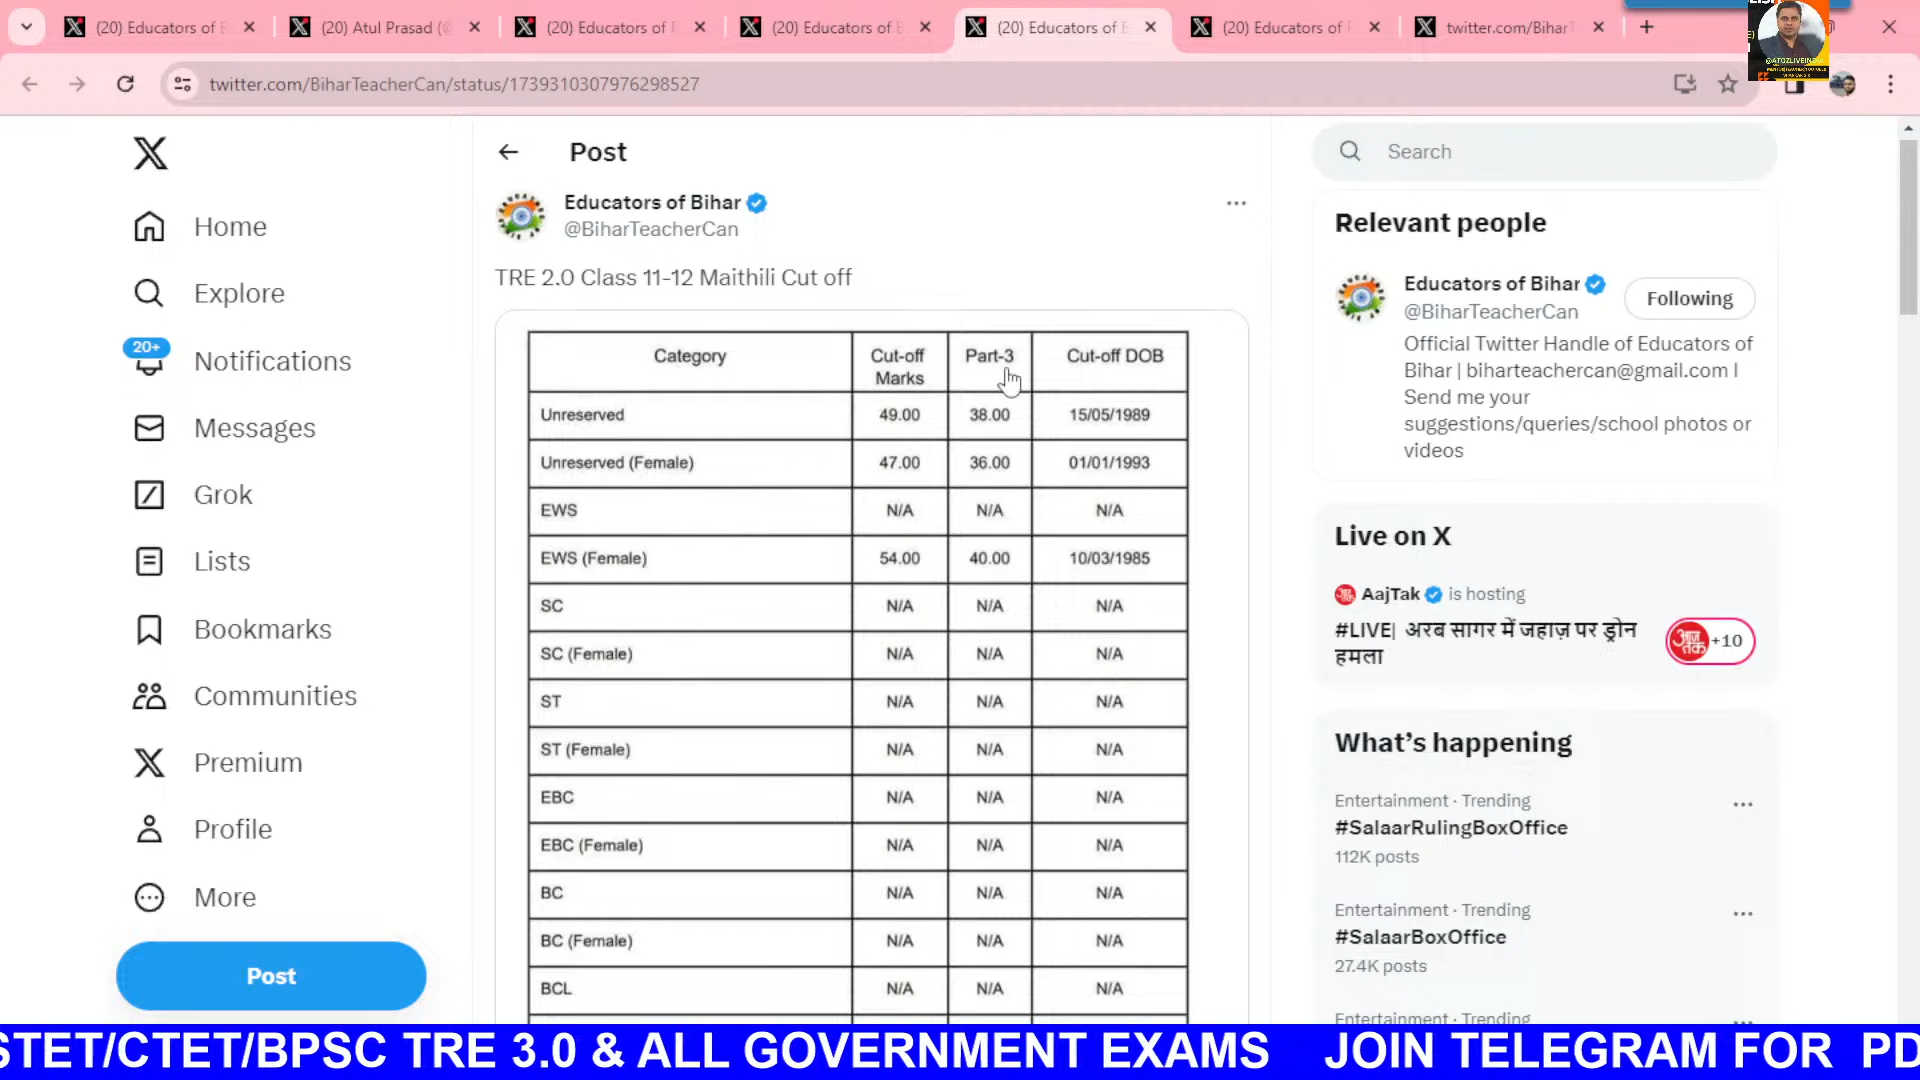 (20) Educators of B
(20) Atul Prasad (@
(20) Educators of
(20) Educators of B
(20) Educators of B
(20) Educators of
twitter.com/BiharT
@ATOZLIVEINDIA
twitter.com/BiharTeacherCan/status/1739310307976298527
Home
Explore
20+
Notifications
Messages
Grok
Lists
Bookmarks
Communities
Premium
Profile
More
Post
Post
Educators of Bihar
@BiharTeacherCan
TRE 2.0 Class 11-12 Maithili Cut off
Category Cut-off Marks Part-3 Cut-off DOB
Unreserved 49.00 38.00 15/05/1989
Unreserved (Female) 47.00 36.00 01/01/1993
EWS N/A N/A N/A
EWS (Female) 54.00 40.00 10/03/1985
SC N/A N/A N/A
SC (Female) N/A N/A N/A
ST N/A N/A N/A
ST (Female) N/A N/A N/A
EBC N/A N/A N/A
EBC (Female) N/A N/A N/A
BC N/A N/A N/A
BC (Female) N/A N/A N/A
BCL N/A N/A N/A
Search
Relevant people
Educators of Bihar
@BiharTeacherCan
Following
Official Twitter Handle of Educators of
Bihar | biharteachercan@gmail.com I
Send me your
suggestions/queries/school photos or
videos
Live on X
AajTak is hosting
#LIVE| अरब सागर में जहाज़ पर ड्रोन
हमला
आज तक
+10
What's happening
Entertainment · Trending
#SalaarRulingBoxOffice
112K posts
Entertainment · Trending
#SalaarBoxOffice
27.4K posts
Entertainment · Trending
STET/CTET/BPSC TRE 3.0 & ALL GOVERNMENT EXAMS JOIN TELEGRAM FOR PD